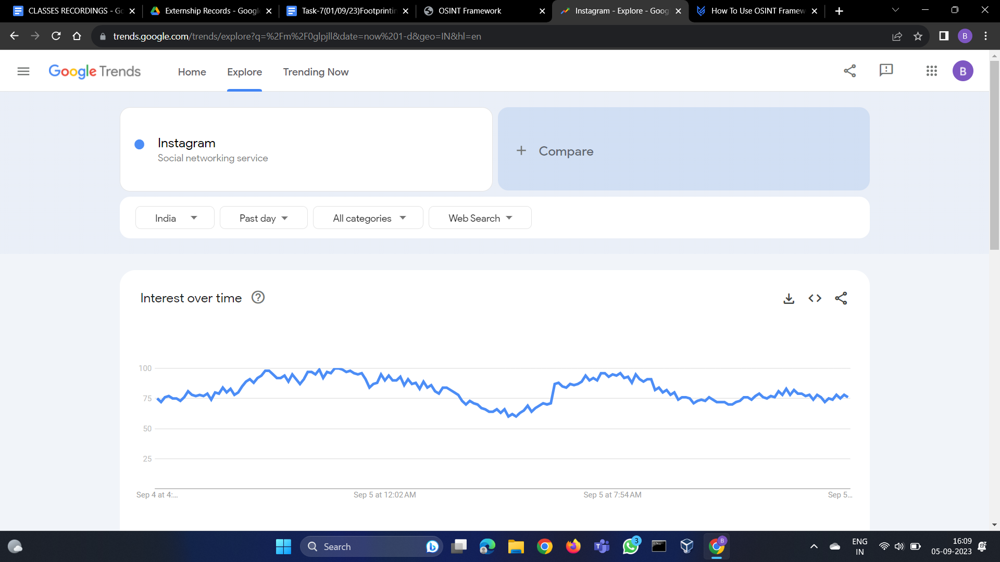 CLASSES RECORDINGS - Go
Externship Records - Google
Task-7(01/09/23)Footprintin
OSINT Framework
Instagram - Explore - Goog
How To Use OSINT Framew
trends.google.com/trends/explore?q=%2Fm%2F0glpjll&date=now%201-d&geo=IN&hl=en
B
Google Trends
Home
Explore
Trending Now
B
Instagram
Social networking service
+ Compare
India
Past day
All categories
Web Search
Interest over time
100
75
50
25
Sep 4 at 4:...
Sep 5 at 12:02 AM
Sep 5 at 7:54 AM
Sep 5...
Search
3
B
ENG
IN
16:09
05-09-2023